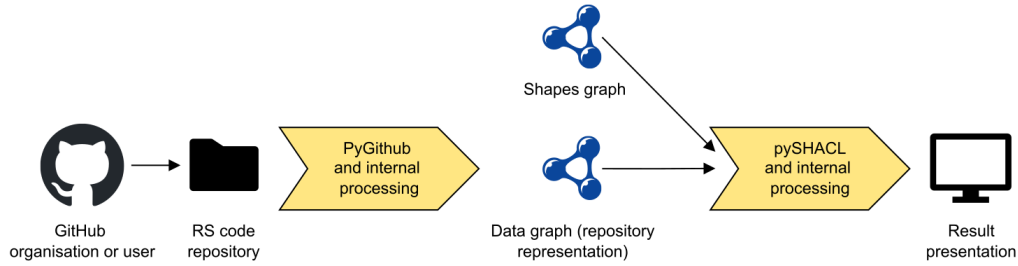 Shapes graph
PyGithub
and internal
processing
pySHACL
and internal
processing
GitHub
organisation or user
RS code
repository
Data graph (repository
representation)
Result
presentation